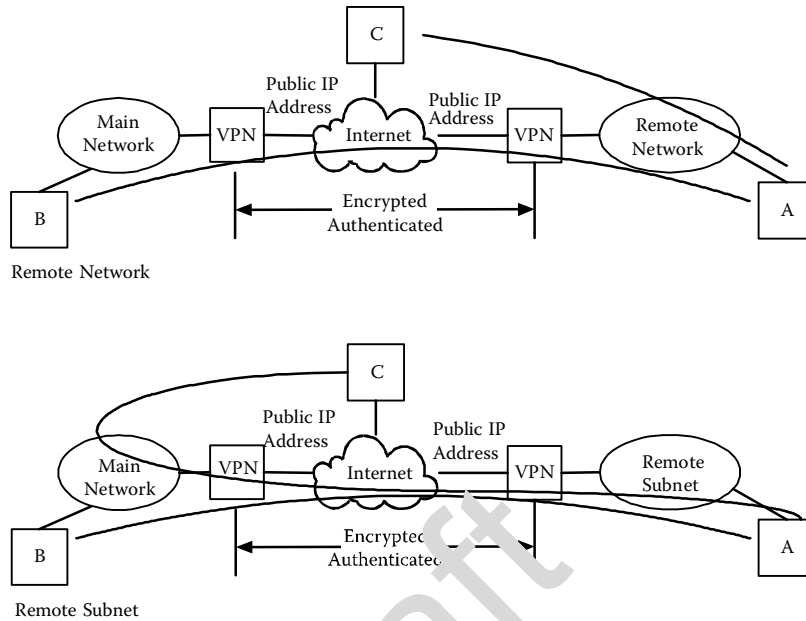 C
Public IP
Address
Public IP
Address
Main
Network
VPN
Internet
VPN
Remote
Network
Encrypted
Authenticated
B
A
Remote Network
C
Public IP
Address
Public IP
Address
Main
Network
VPN
Internet
VPN
Remote
Subnet
Encrypted
Authenticated
B
A
Remote Subnet
aft